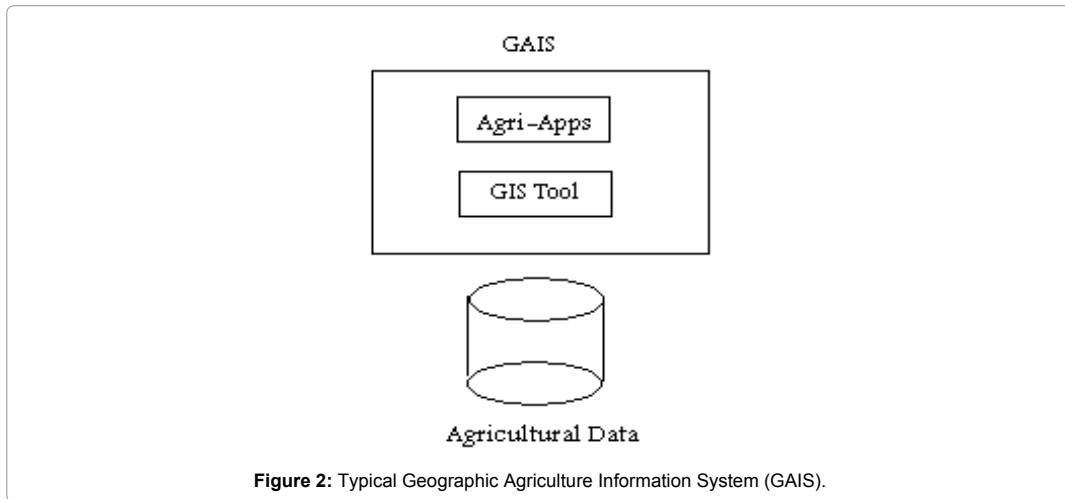 GAIS
Agri-Apps
GIS Tool
Agricultural Data
Figure 2: Typical Geographic Agriculture Information System (GAIS).